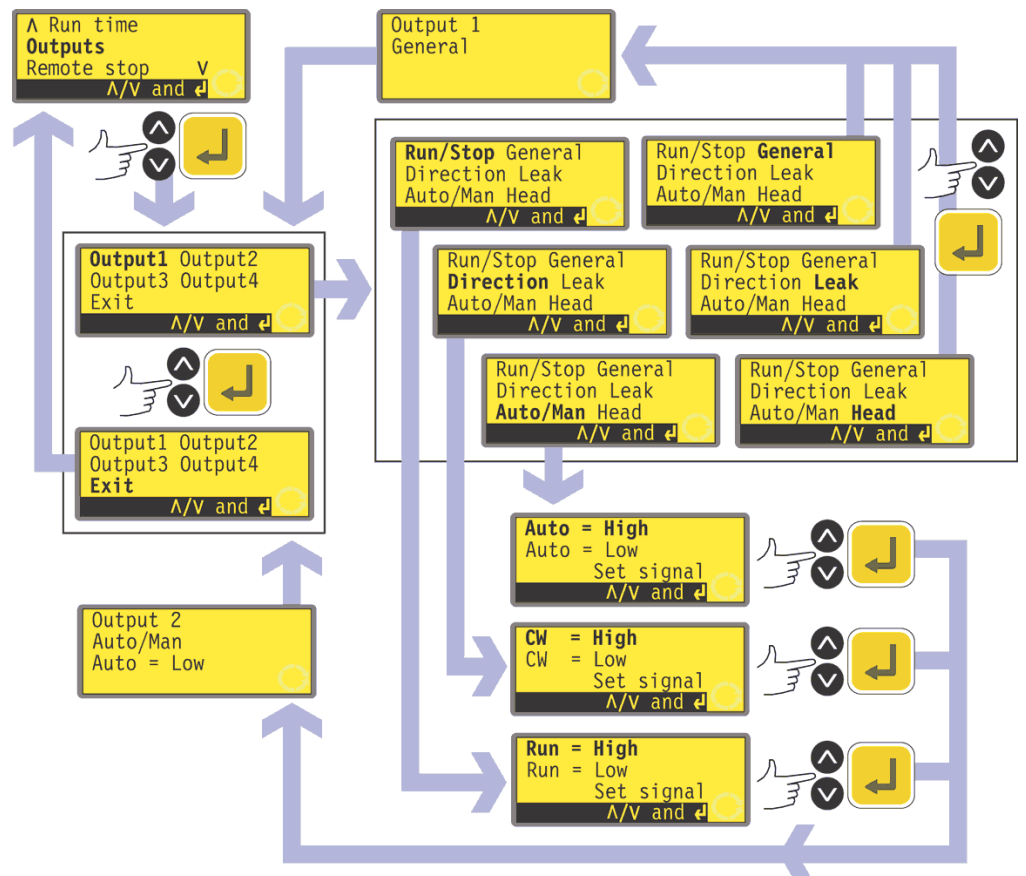 Λ Run time
Outputs
Remote stop V
Λ/V and ↲
Output 1
General
Run/Stop General
Direction Leak
Auto/Man Head
Λ/V and ↲
Run/Stop General
Direction Leak
Auto/Man Head
Λ/V and ↲
Output1 Output2
Output3 Output4
Exit
Λ/V and ↲
Run/Stop General
Direction Leak
Auto/Man Head
Λ/V and ↲
Run/Stop General
Direction Leak
Auto/Man Head
Λ/V and ↲
Run/Stop General
Direction Leak
Auto/Man Head
Λ/V and ↲
Run/Stop General
Direction Leak
Auto/Man Head
Λ/V and ↲
Output1 Output2
Output3 Output4
Exit
Λ/V and ↲
Auto = High
Auto = Low
Set signal
Λ/V and ↲
Output 2
Auto/Man
Auto = Low
CW = High
CW = Low
Set signal
Λ/V and ↲
Run = High
Run = Low
Set signal
Λ/V and ↲